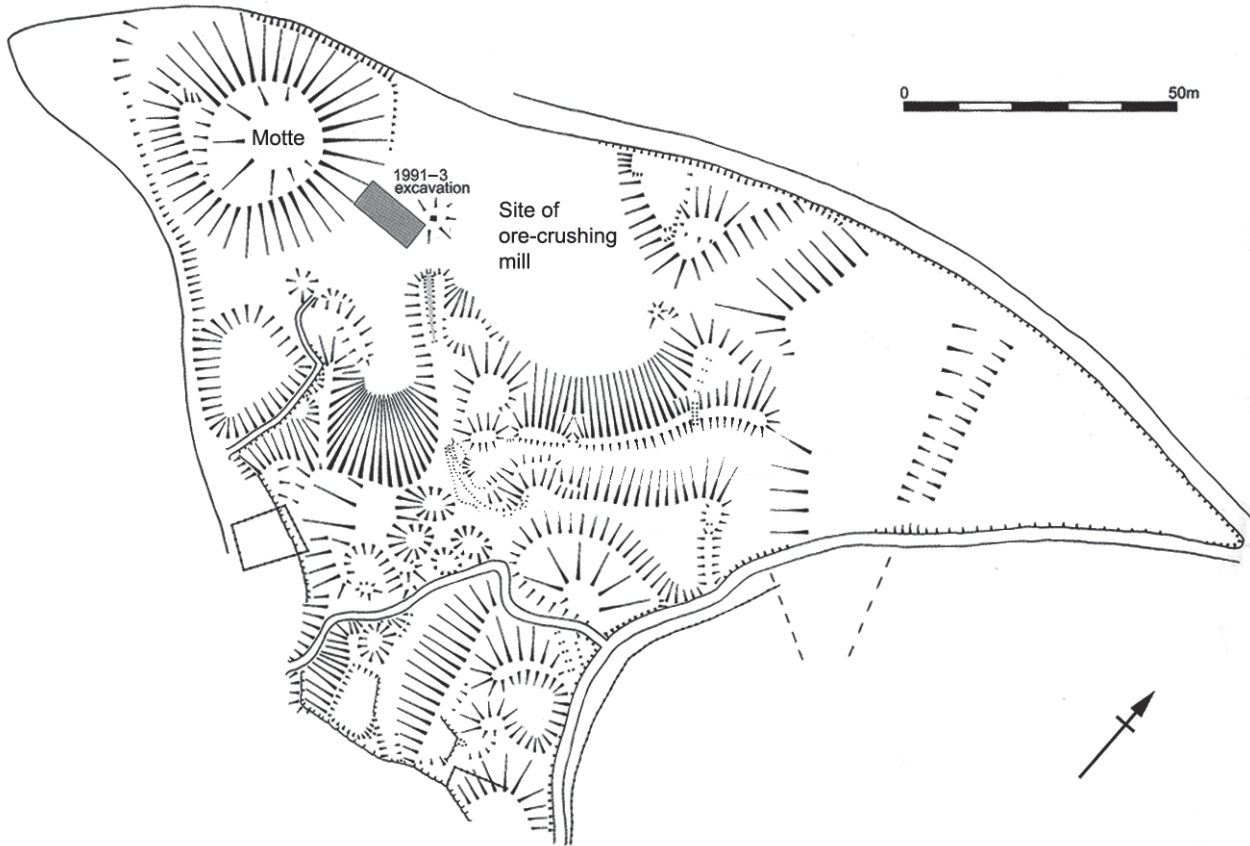 0 50m
Motte
1991–3
excavation
Site of
ore-crushing
mill